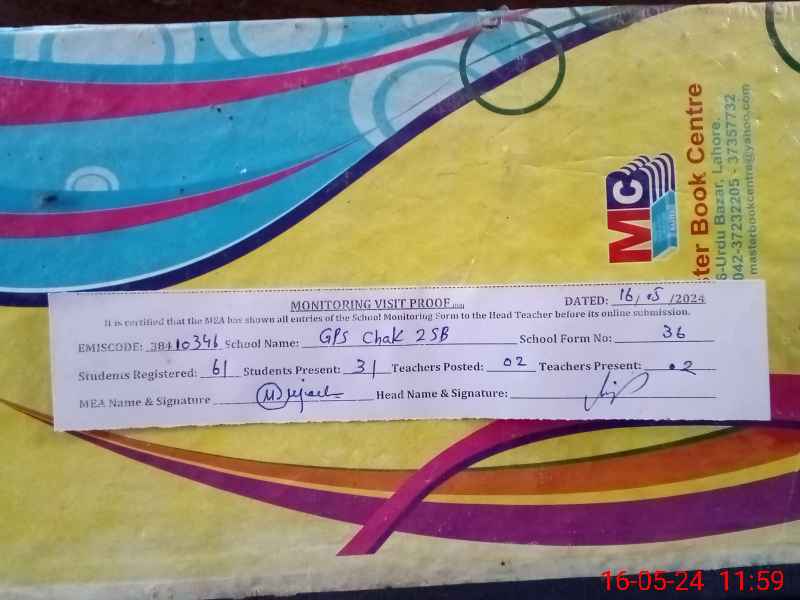 MC
ter Book Centre
6-Urdu Bazar, Lahore.
042-37232205 - 37357732
masterbookcentre@yahoo.com
MONITORING VISIT PROOF DATED: 16/05/2024
It is certified that the MEA has shown all entries of the School Monitoring Form to the Head Teacher before its online submission.
EMISCODE: 38410346 School Name: GPS Chak 2SB School Form No: 36
Students Registered: 61 Students Present: 31 Teachers Posted: 02 Teachers Present: 02
MEA Name & Signature Head Name & Signature:
16-05-24 11:59